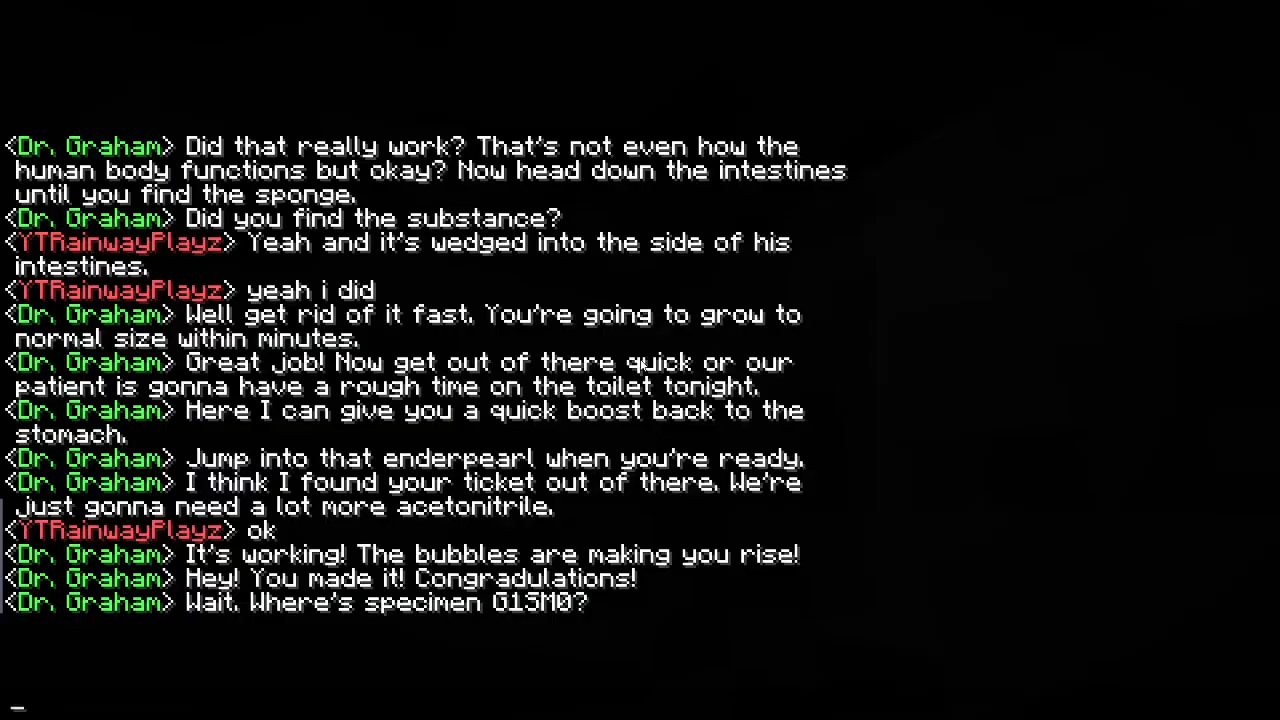 <Dr. Graham> Did that really work? That's not even how the
human body functions but okay? Now head down the intestines
until you find the sponge.
<Dr. Graham> Did you find the substance?
<YTRainwayPlayz> Yeah and it's wedged into the side of his
intestines.
<YTRainwayPlayz> yeah i did
<Dr. Graham> Well get rid of it fast. You're going to grow to
normal size within minutes.
<Dr. Graham> Great job! Now get out of there quick or our
patient is gonna have a rough time on the toilet tonight.
<Dr. Graham> Here I can give you a quick boost back to the
stomach.
<Dr. Graham> Jump into that enderpearl when you're ready.
<Dr. Graham> I think I found your ticket out of there. We're
just gonna need a lot more acetonitrile.
<YTRainwayPlayz> ok
<Dr. Graham> It's working! The bubbles are making you rise!
<Dr. Graham> Hey! You made it! Congradulations!
<Dr. Graham> Wait. Where's specimen G13M0?
_